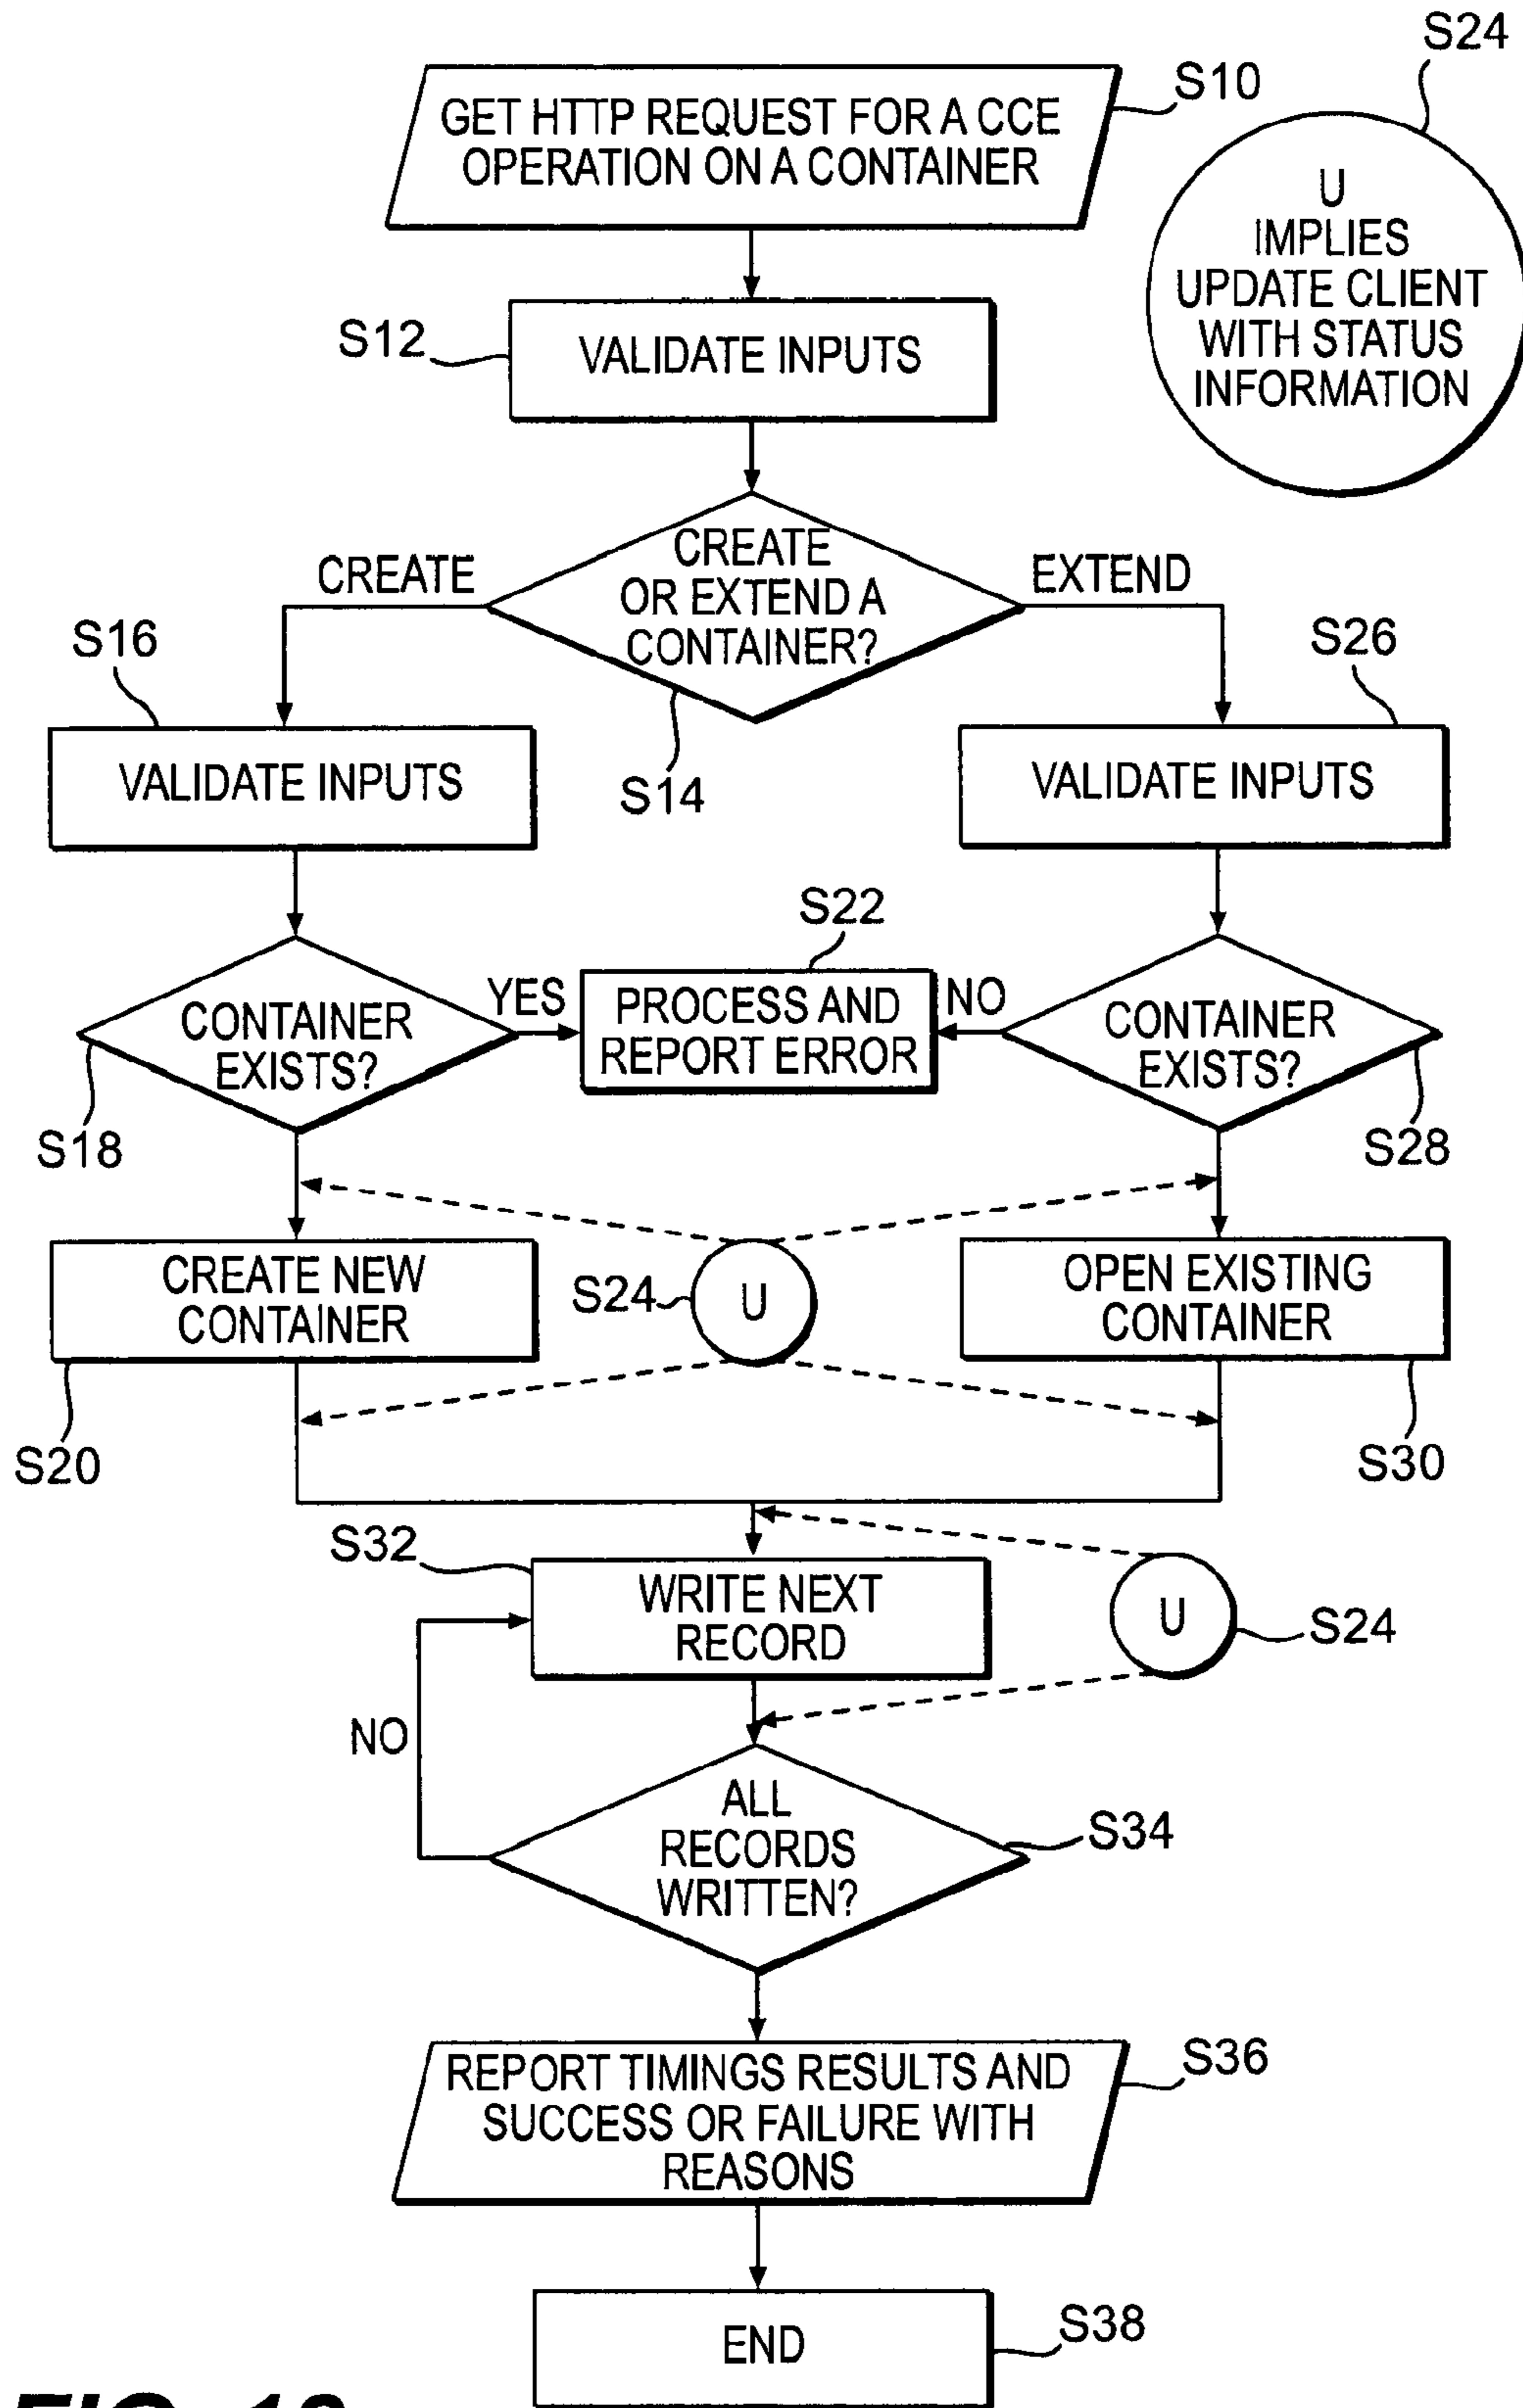 S24
S10
GET HTTP REQUEST FOR A CCE
OPERATION ON A CONTAINER
U
IMPLIES
UPDATE CLIENT
WITH STATUS
INFORMATION
S12
VALIDATE INPUTS
CREATE
OR EXTEND A
CONTAINER?
CREATE
EXTEND
S16
S26
S14
VALIDATE INPUTS
VALIDATE INPUTS
S22
YES
PROCESS AND
REPORT ERROR
NO
CONTAINER
EXISTS?
CONTAINER
EXISTS?
S18
S28
CREATE NEW
CONTAINER
S24
U
OPEN EXISTING
CONTAINER
S20
S30
S32
WRITE NEXT
RECORD
U
S24
NO
ALL
RECORDS
WRITTEN?
S34
REPORT TIMINGS RESULTS AND
SUCCESS OR FAILURE WITH
REASONS
S36
END
S38